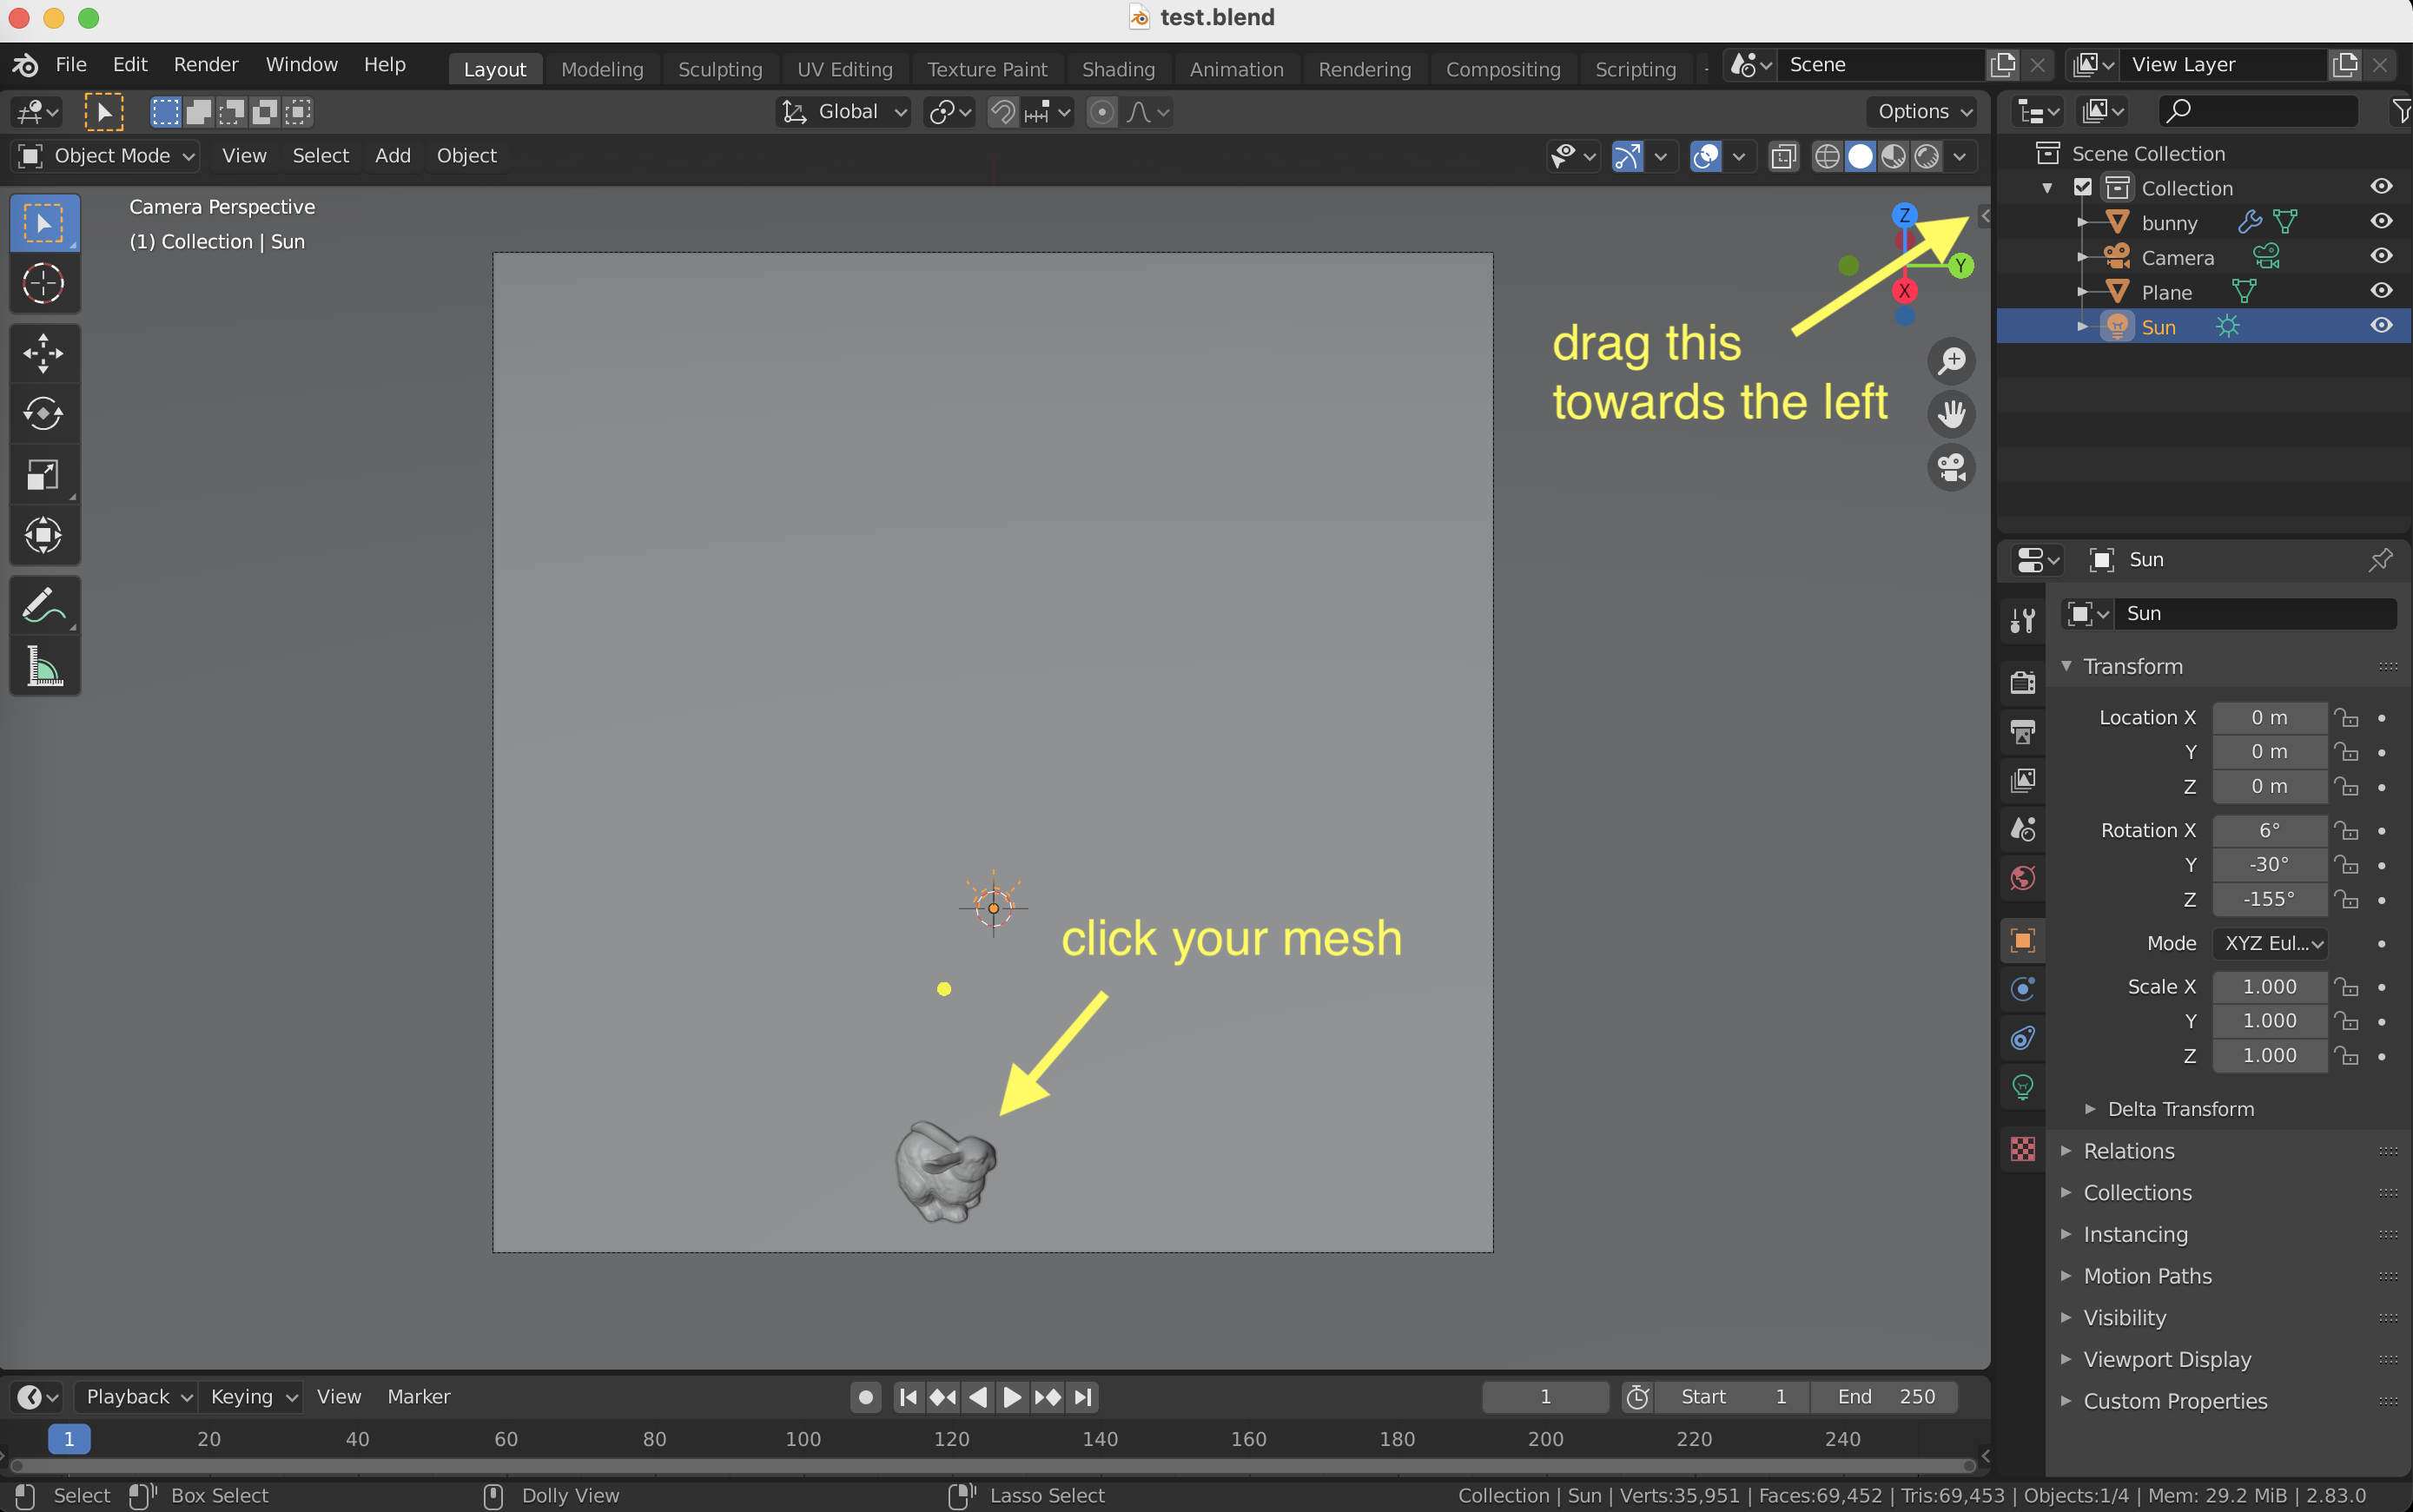 test.blend
File Edit Render Window Help Layout Modeling Sculpting UV Editing Texture Paint Shading Animation Rendering Compositing Scripting Scene View Layer
Global Options
Object Mode View Select Add Object
Scene Collection
Collection
bunny
Camera
Plane
Sun
Camera Perspective
(1) Collection | Sun
Z
Y
X
drag this
towards the left
click your mesh
Sun
Sun
Transform
Location X 0 m
Y 0 m
Z 0 m
Rotation X 6°
Y -30°
Z -155°
Mode XYZ Eul...
Scale X 1.000
Y 1.000
Z 1.000
Delta Transform
Relations
Collections
Instancing
Motion Paths
Visibility
Viewport Display
Custom Properties
Playback Keying View Marker 1 Start 1 End 250
1 20 40 60 80 100 120 140 160 180 200 220 240
Select Box Select Dolly View Lasso Select Collection | Sun | Verts:35,951 | Faces:69,452 | Tris:69,453 | Objects:1/4 | Mem: 29.2 MiB | 2.83.0